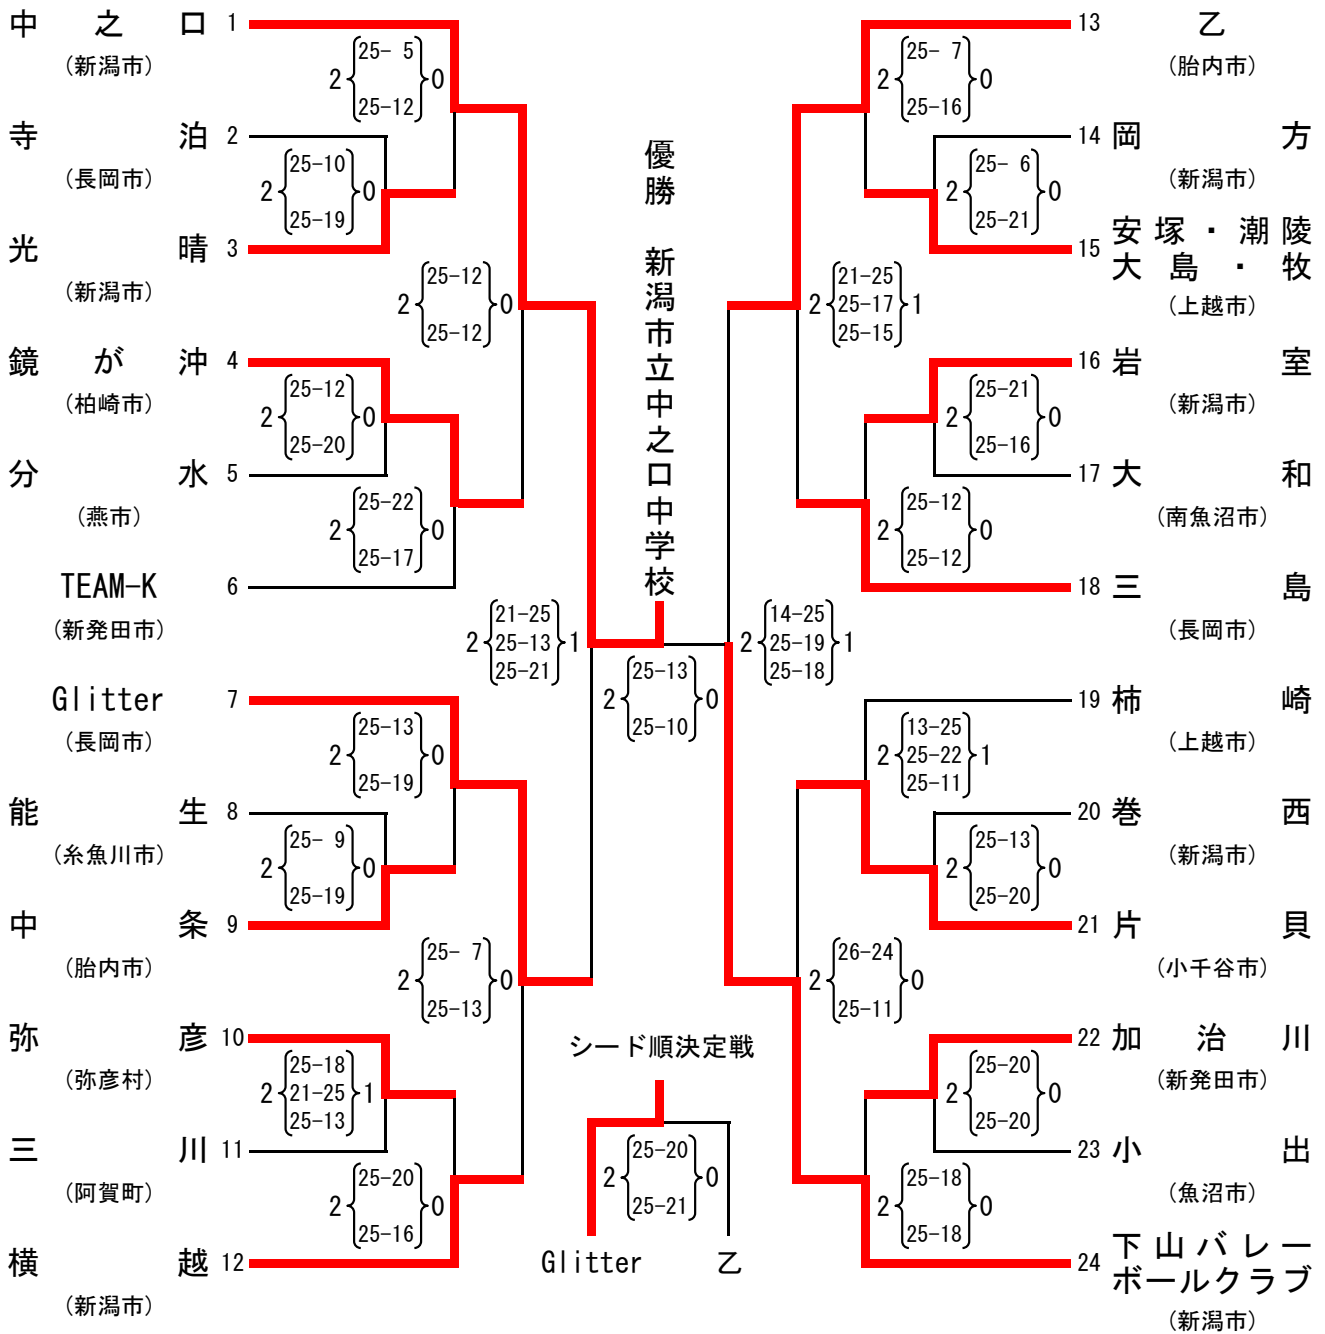 中之口 1
（新潟市）
寺泊 2
（長岡市）
光晴 3
（新潟市）
鏡が沖 4
（柏崎市）
分水 5
（燕市）
TEAM-K 6
（新発田市）
Glitter 7
（長岡市）
能生 8
（糸魚川市）
中条 9
（胎内市）
弥彦 10
（弥彦村）
三川 11
（阿賀町）
横越 12
（新潟市）
2 25- 5 0
25-12
2 25-10 0
25-19
2 25-12 0
25-12
2 25-12 0
25-20
2 25-22 0
25-17
2 21-25 1
25-13
25-21
2 25-13 0
25-19
2 25- 9 0
25-19
2 25- 7 0
25-13
2 25-18 1
21-25
25-13
2 25-20 0
25-16
優勝 新潟市立中之口中学校
2 25-13 0
25-10
シード順決定戦
2 25-20 0
25-21
Glitter 乙
2 25- 7 0
25-16
2 25- 6 0
25-21
2 21-25 1
25-17
25-15
2 25-21 0
25-16
2 25-12 0
25-12
2 14-25 1
25-19
25-18
2 13-25 1
25-22
25-11
2 25-13 0
25-20
2 26-24 0
25-11
2 25-20 0
25-20
2 25-18 0
25-18
13 乙
（胎内市）
14 岡方
（新潟市）
15 安塚・潮陵
大島・牧
（上越市）
16 岩室
（新潟市）
17 大和
（南魚沼市）
18 三島
（長岡市）
19 柿崎
（上越市）
20 巻西
（新潟市）
21 片貝
（小千谷市）
22 加治川
（新発田市）
23 小出
（魚沼市）
24 下山バレー
ボールクラブ
（新潟市）